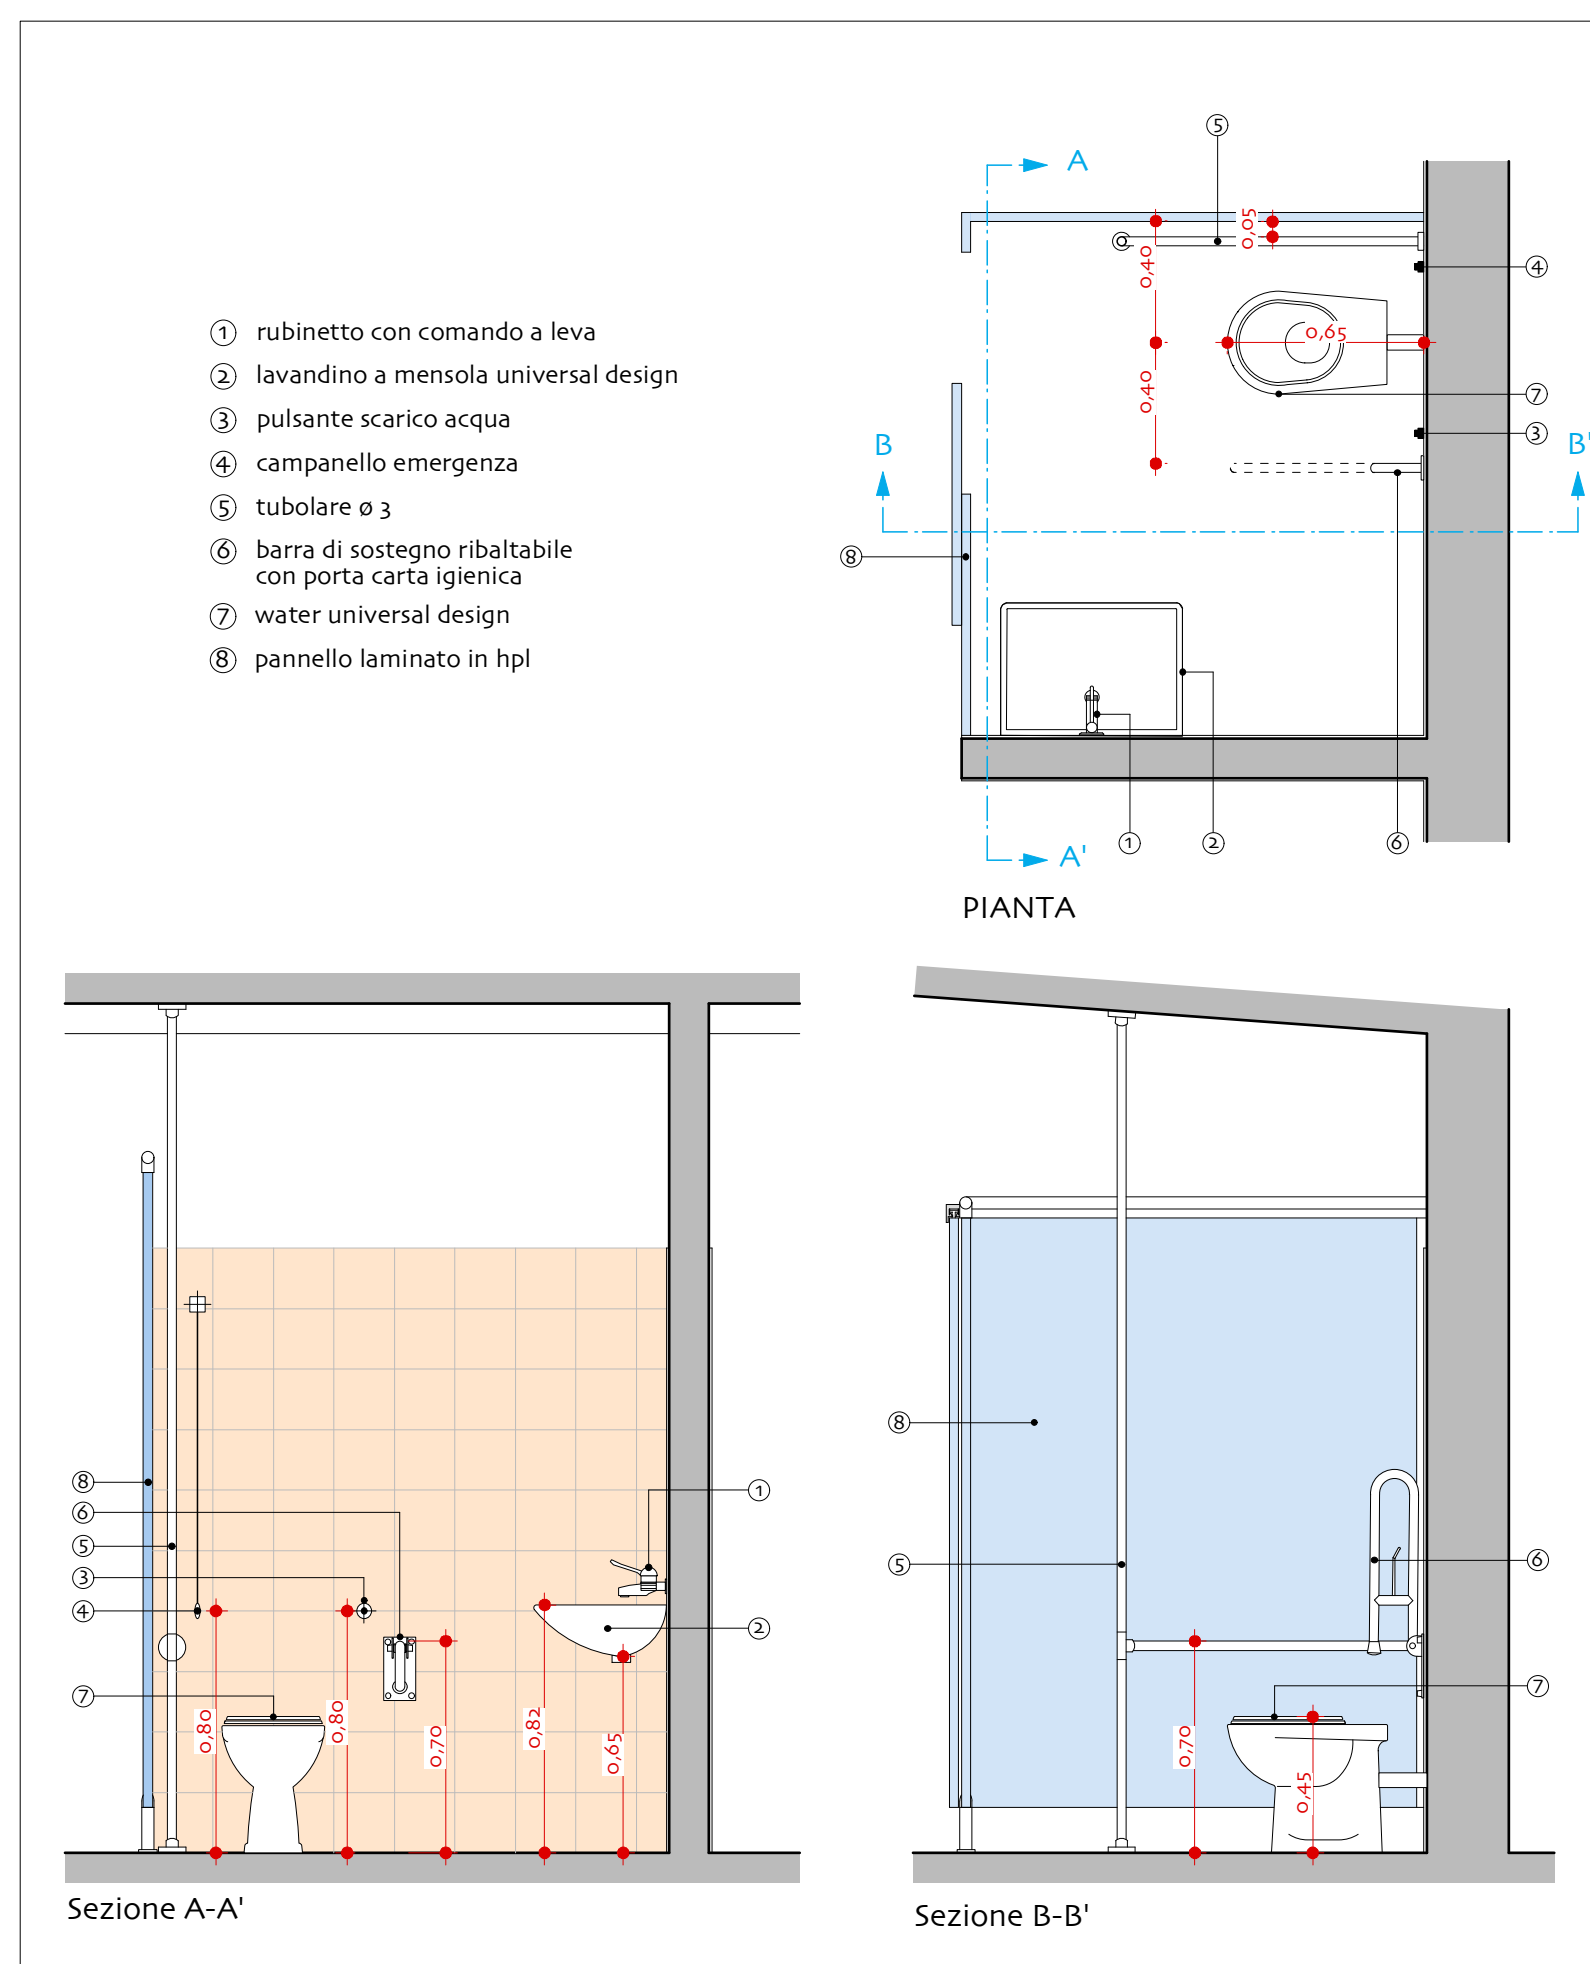 ① rubinetto con comando a leva
② lavandino a mensola universal design
③ pulsante scarico acqua
④ campanello emergenza
⑤ tubolare ø 3
⑥ barra di sostegno ribaltabile
con porta carta igienica
⑦ water universal design
⑧ pannello laminato in hpl
⑤
A
0,05
0,40
④
0,65
0,40
⑦
③
B
B'
⑧
A'
①
②
⑥
PIANTA
⑧
⑥
⑤
③
④
⑦
①
②
0,80
0,80
0,70
0,82
0,65
Sezione A-A'
⑧
⑤
⑥
⑦
0,70
0,45
Sezione B-B'